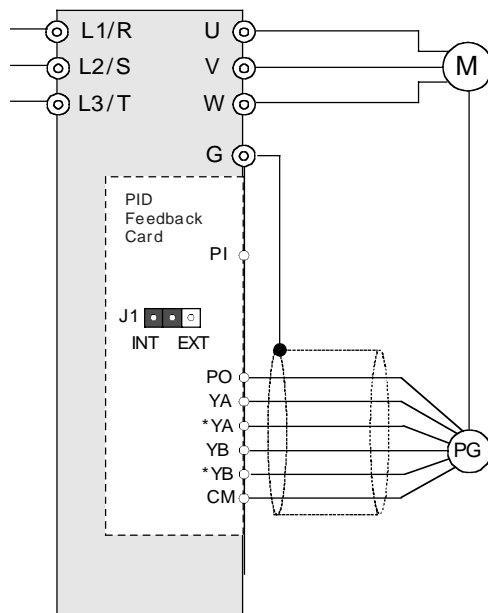 L1/R U
L2/S V M
L3/T W
G
PID
Feedback
Card
PI
J1
INT EXT
PO
YA
*YA
YB PG
*YB
CM